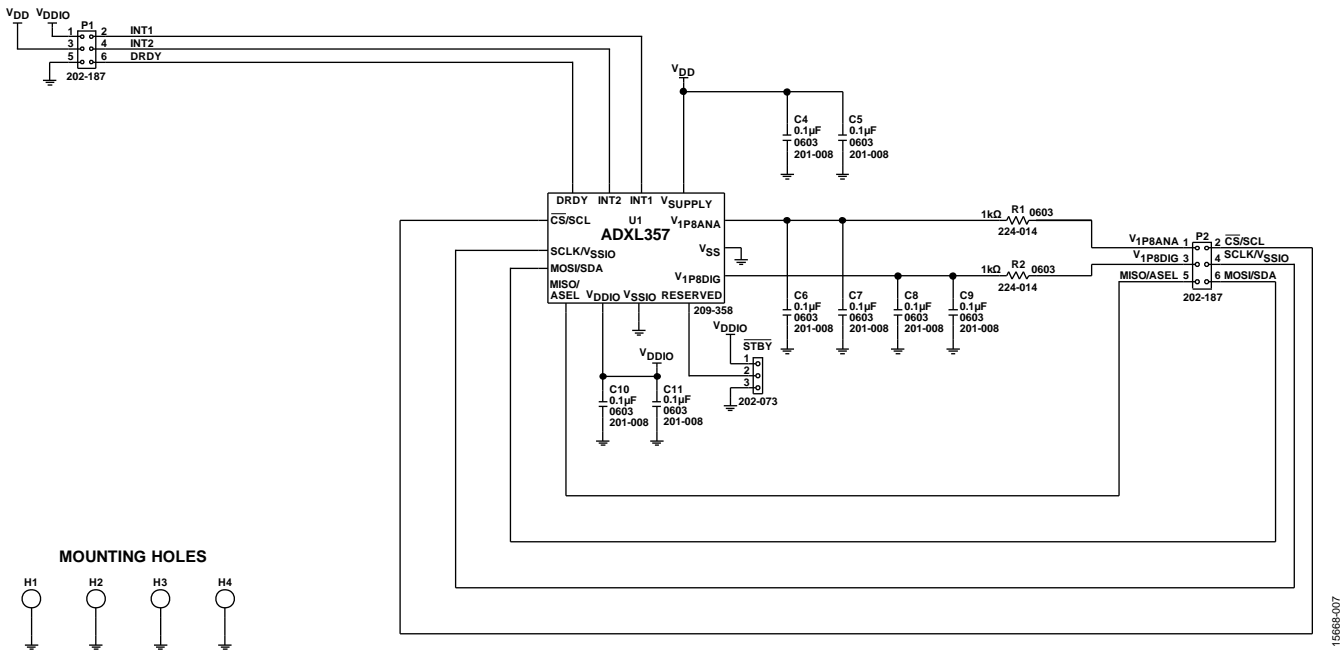 VDD VDDIO
P1
1 2 INT1
3 4 INT2
5 6 DRDY
202-187
VDD
C4
0.1µF
0603
201-008
C5
0.1µF
0603
201-008
DRDY INT2 INT1 VSUPPLY
CS/SCL
U1
ADXL357
V1P8ANA
SCLK/VSSIO
VSS
MOSI/SDA
V1P8DIG
MISO/
ASEL
VDDIO VSSIO RESERVED
209-358
1kΩ R1 0603
224-014
1kΩ R2 0603
224-014
P2
V1P8ANA 1 2 CS/SCL
V1P8DIG 3 4 SCLK/VSSIO
MISO/ASEL 5 6 MOSI/SDA
202-187
C6
0.1µF
0603
201-008
C7
0.1µF
0603
201-008
C8
0.1µF
0603
201-008
C9
0.1µF
0603
201-008
VDDIO
STBY
1
2
3
202-073
VDDIO
C10
0.1µF
0603
201-008
C11
0.1µF
0603
201-008
MOUNTING HOLES
H1 H2 H3 H4
15668-007